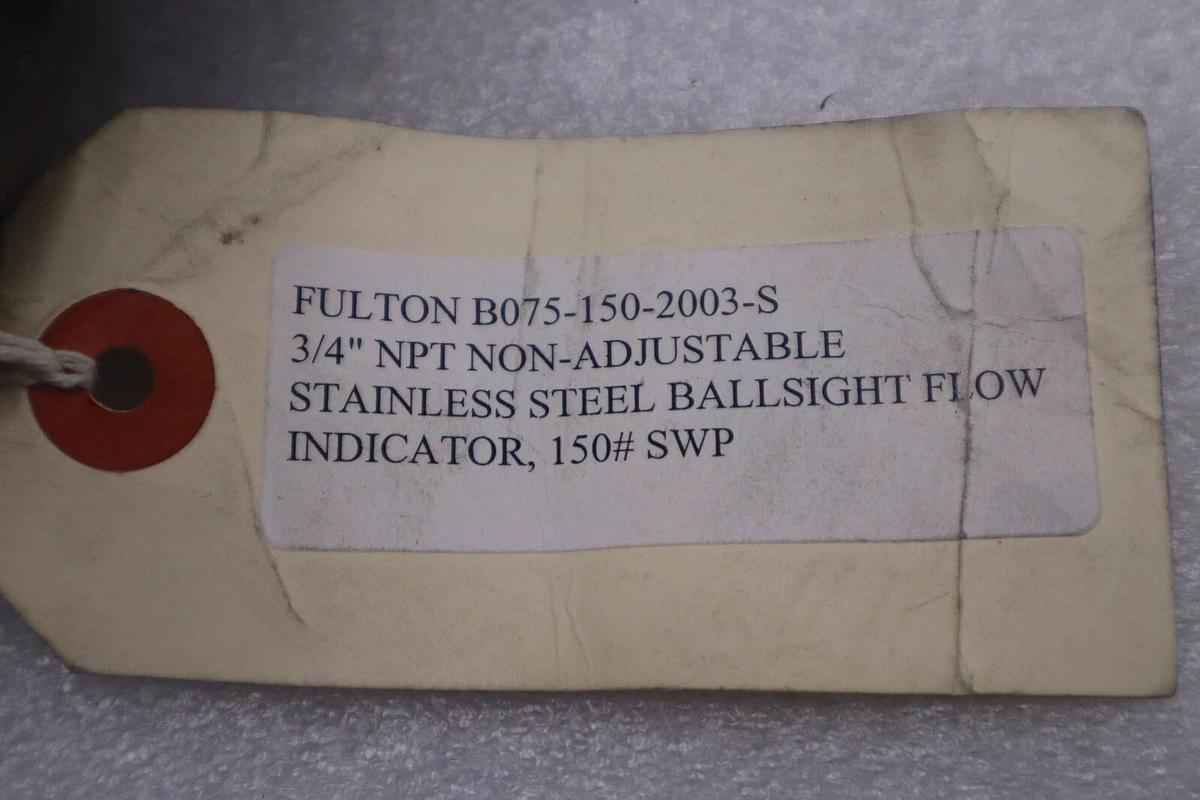 FULTON B075-150-2003-S
3/4" NPT NON-ADJUSTABLE
STAINLESS STEEL BALLSIGHT FLOW
INDICATOR, 150# SWP